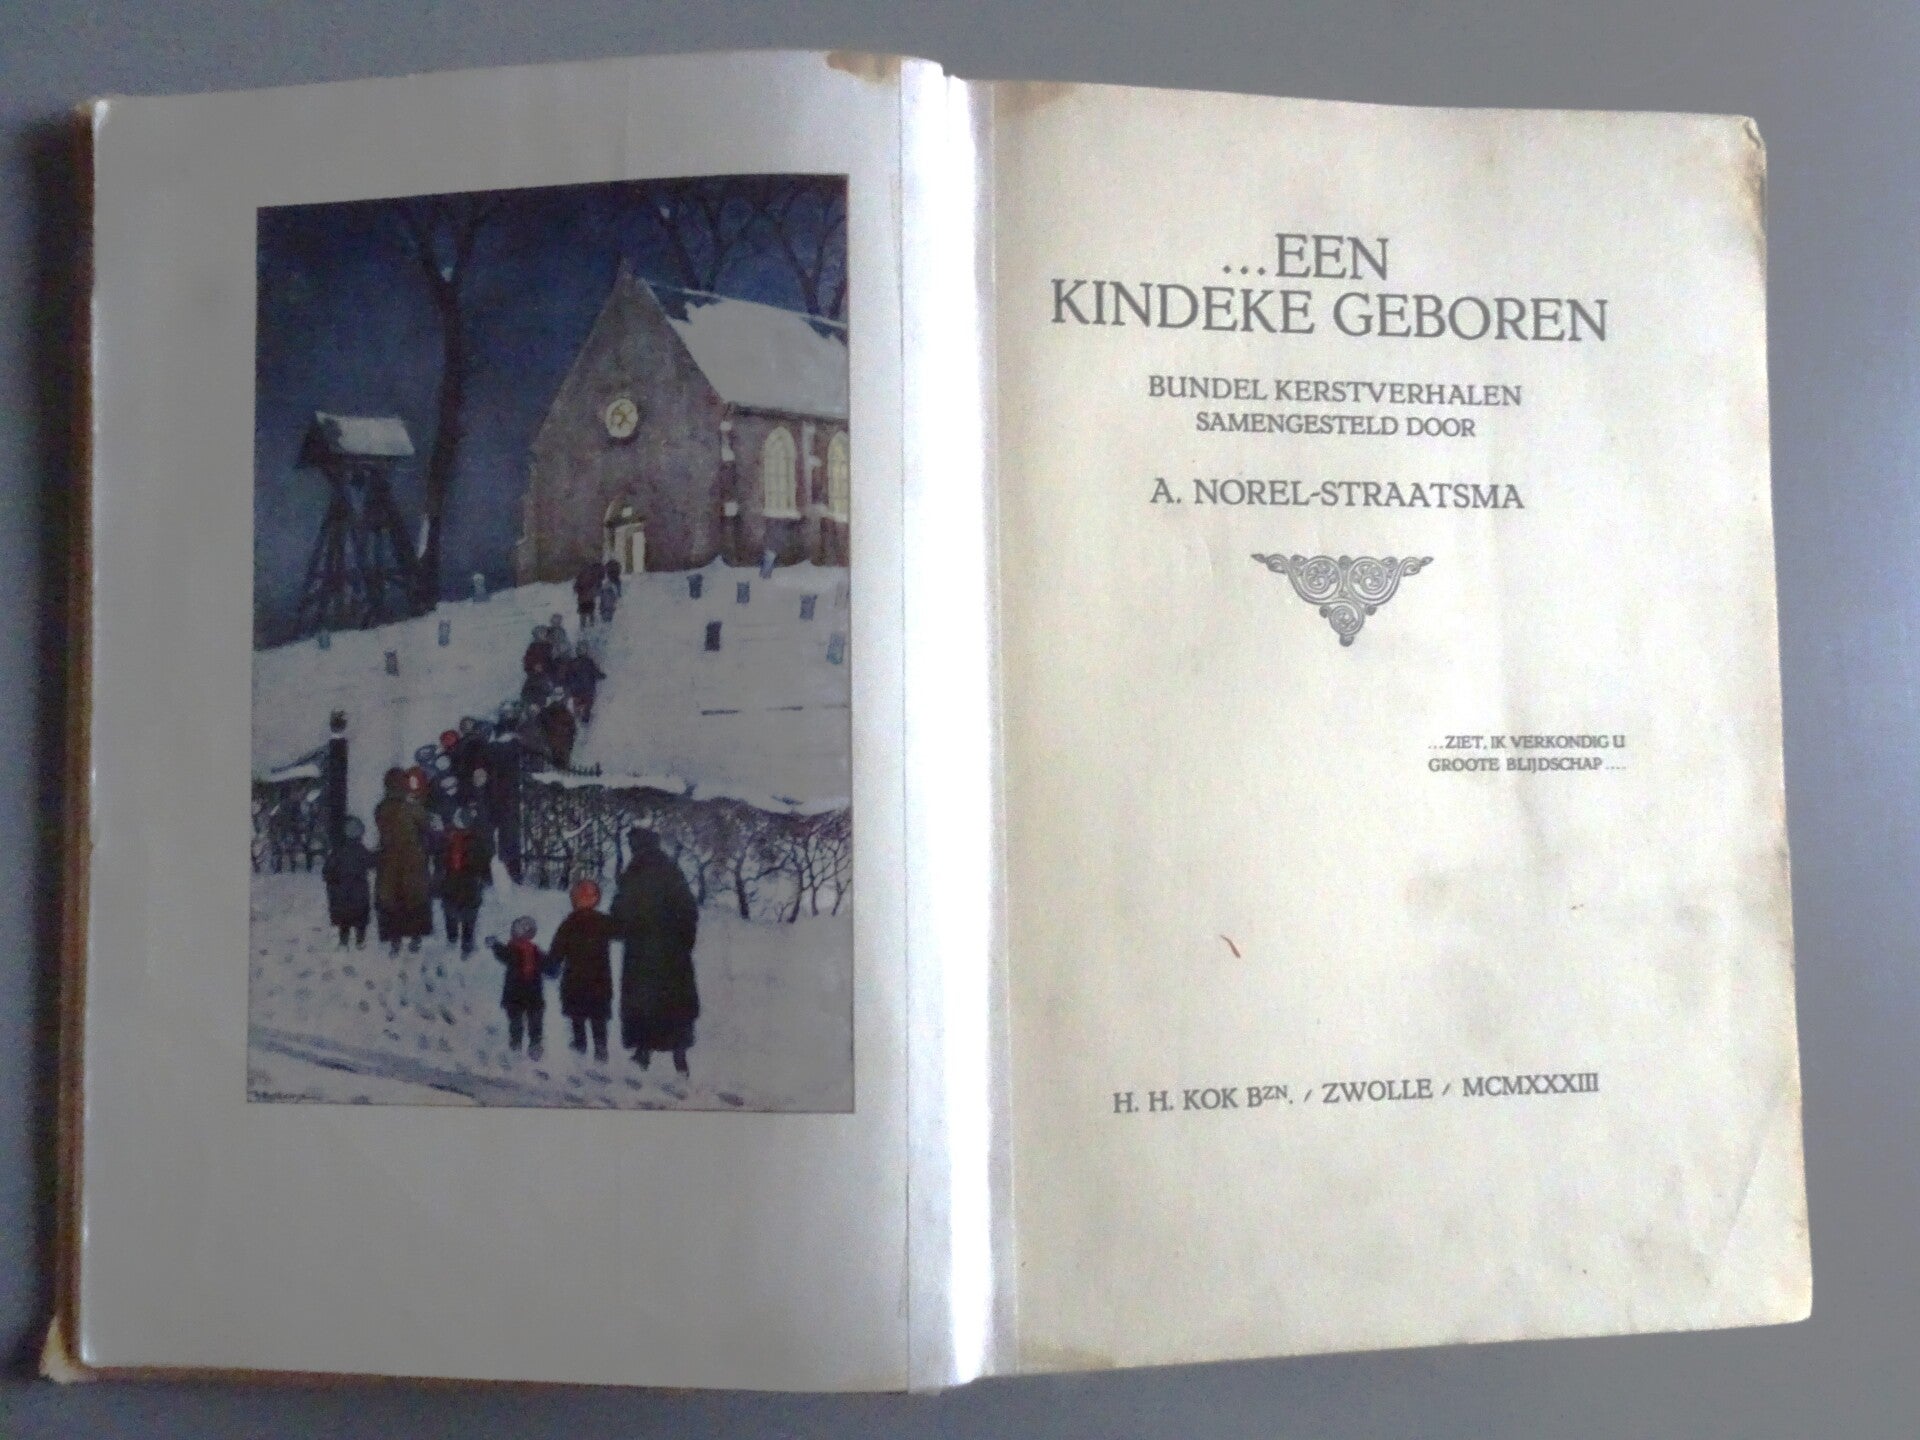 ...EEN
KINDEKE GEBOREN
BUNDEL KERSTVERHALEN
SAMENGESTELD DOOR
A. NOREL-STRAATSMA
...ZIET, IK VERKONDIG U
GROOTE BLIJDSCHAP....
H. H. KOK BZN. / ZWOLLE / MCMXXXIII